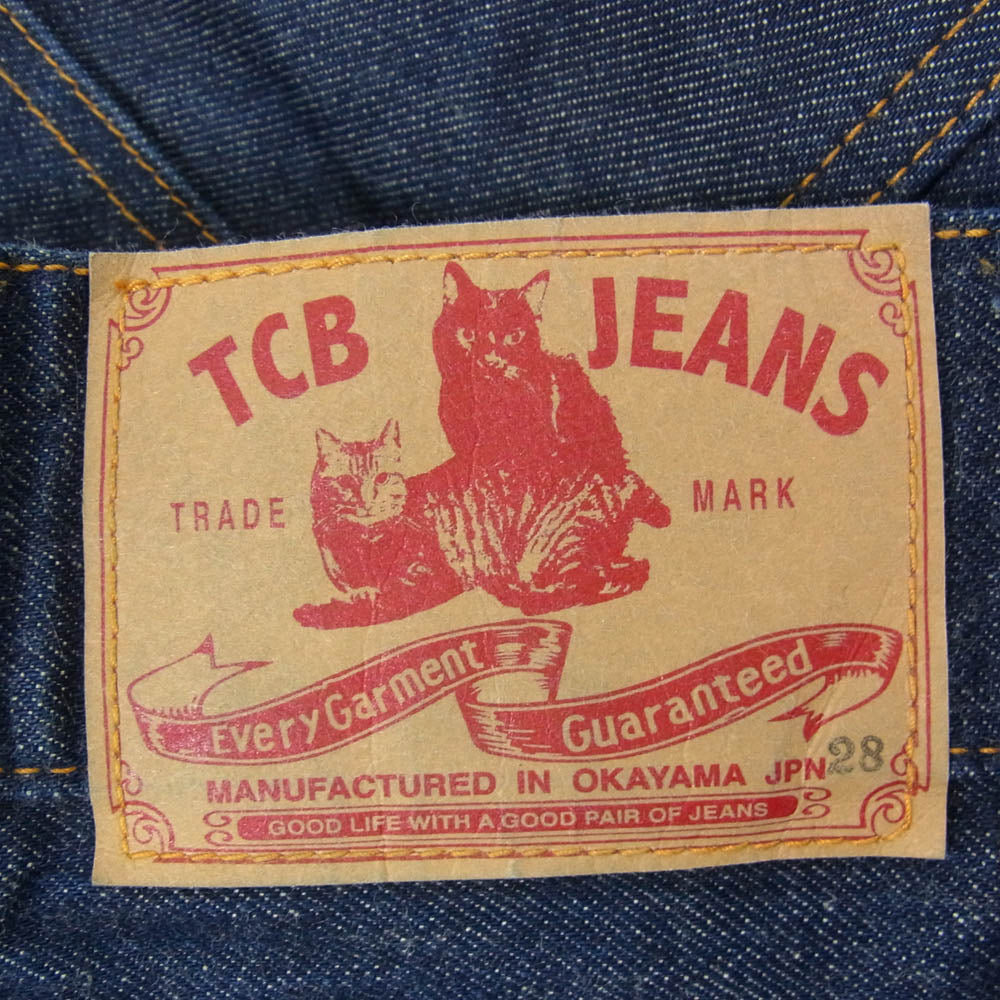 TCB JEANS
TRADE MARK
Every Garment Guaranteed
MANUFACTURED IN OKAYAMA JPN 28
GOOD LIFE WITH A GOOD PAIR OF JEANS